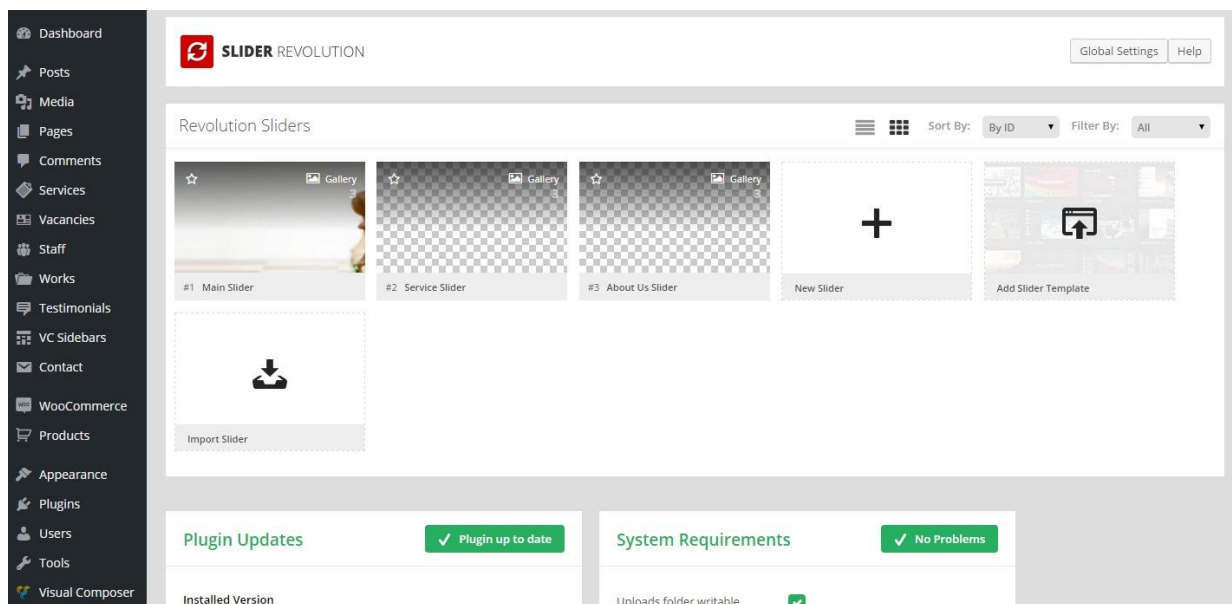 Dashboard
Posts
Media
Pages
Comments
Services
Vacancies
Staff
Works
Testimonials
VC Sidebars
Contact
WooCommerce
Products
Appearance
Plugins
Users
Tools
Visual Composer
SLIDER REVOLUTION
Global Settings Help
Revolution Sliders
Sort By: By ID Filter By: All
Gallery 3
#1 Main Slider
Gallery 3
#2 Service Slider
Gallery 3
#3 About Us Slider
New Slider
Add Slider Template
Import Slider
Plugin Updates
Plugin up to date
Installed Version
System Requirements
No Problems
Uploads folder writable